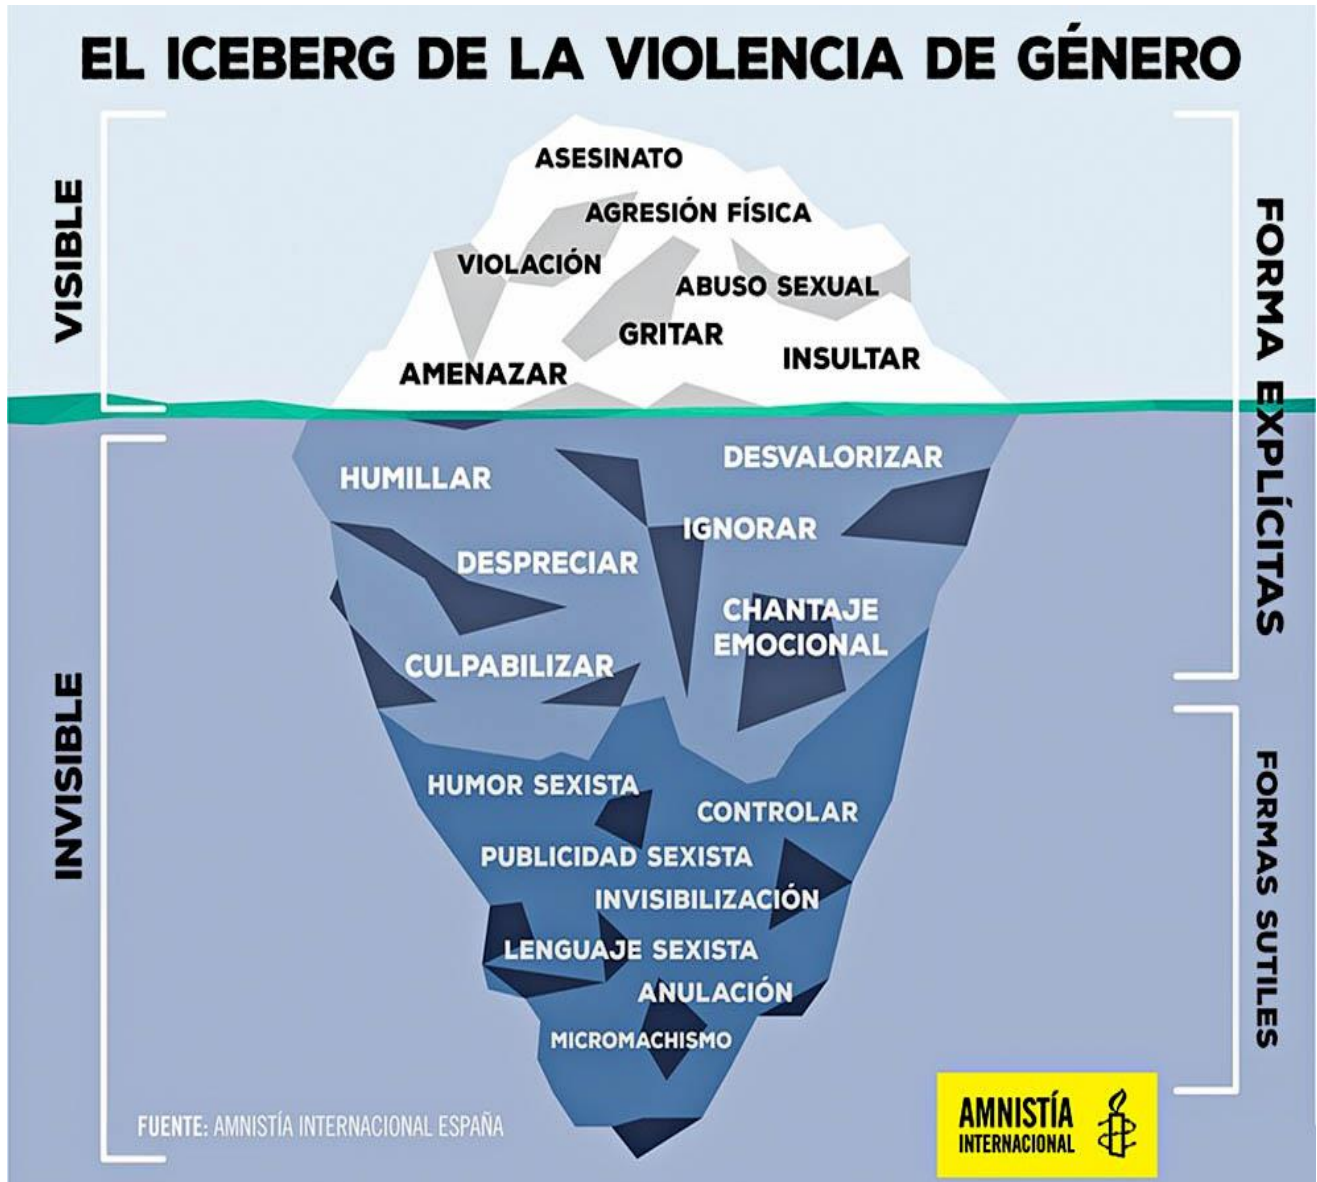 EL ICEBERG DE LA VIOLENCIA DE GÉNERO
VISIBLE
ASESINATO
AGRESIÓN FÍSICA
VIOLACIÓN
ABUSO SEXUAL
GRITAR
INSULTAR
AMENAZAR
FORMA EXPLÍCITAS
INVISIBLE
DESVALORIZAR
HUMILLAR
IGNORAR
DESPRECIAR
CHANTAJE
EMOCIONAL
CULPABILIZAR
HUMOR SEXISTA
CONTROLAR
PUBLICIDAD SEXISTA
INVISIBILIZACIÓN
LENGUAJE SEXISTA
ANULACIÓN
MICROMACHISMO
FORMAS SUTILES
FUENTE: AMNISTÍA INTERNACIONAL ESPAÑA
AMNISTÍA
INTERNACIONAL